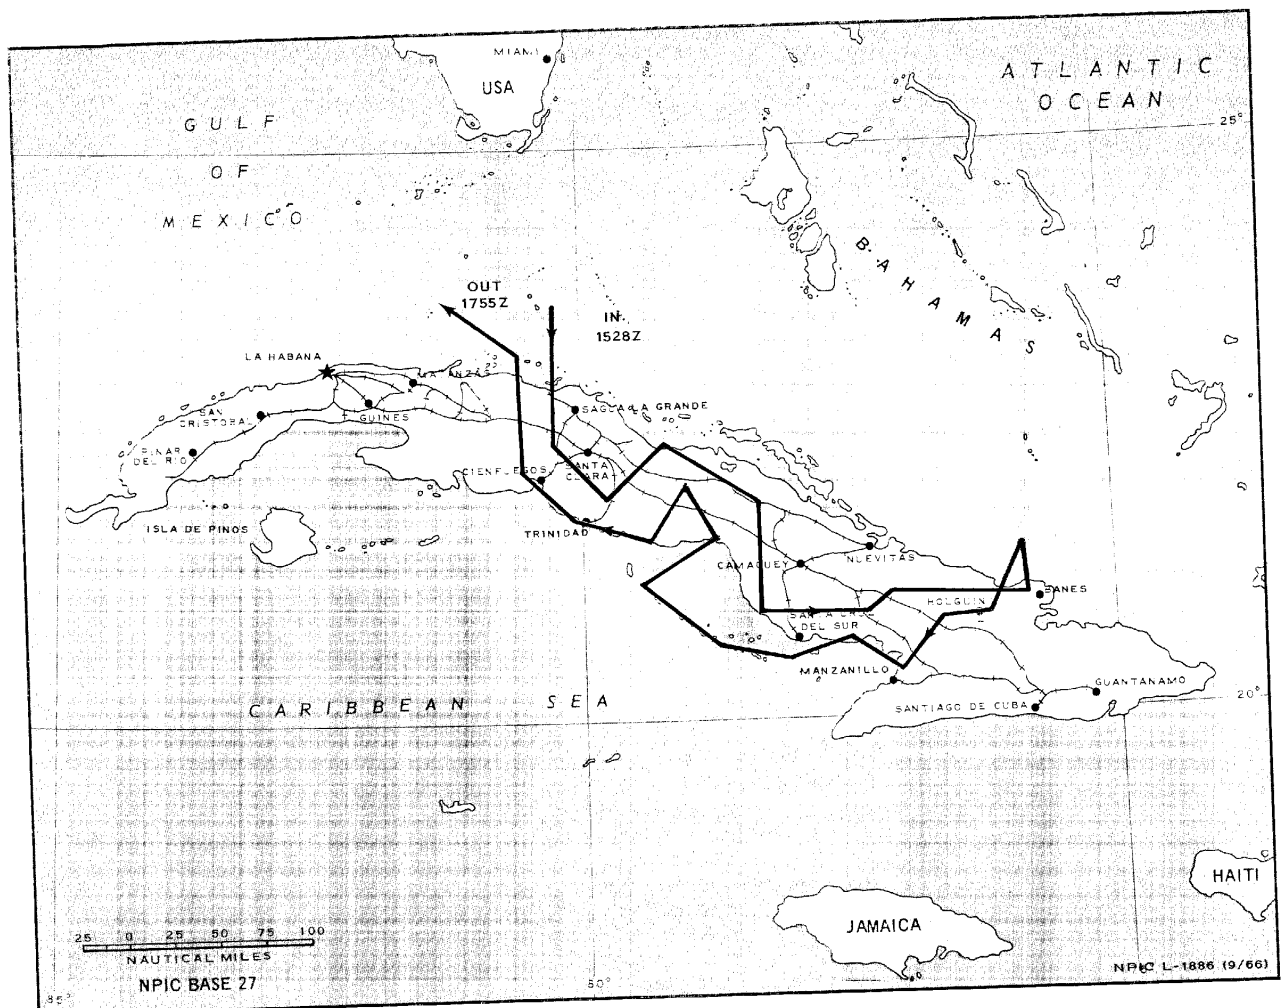 MIAMI
USA
ATLANTIC
OCEAN
GULF
OF
MEXICO
25°
BAHAMAS
OUT
1755Z
IN
1528Z
LA HABANA
MATANZAS
SAN
CRISTOBAL
GUINES
SAGUA LA GRANDE
PINAR
DEL RIO
CIENFUEGOS
SANTA
CLARA
ISLA DE PINOS
TRINIDAD
CAMAGUEY
NUEVITAS
HOLGUIN
BANES
DEL SUR
MANZANILLO
GUANTANAMO
SANTIAGO DE CUBA
20°
CARIBBEAN SEA
HAITI
JAMAICA
25 0 25 50 75 100
NAUTICAL MILES
NPIC BASE 27
NPIC L-1886 (9/66)
85°
80°